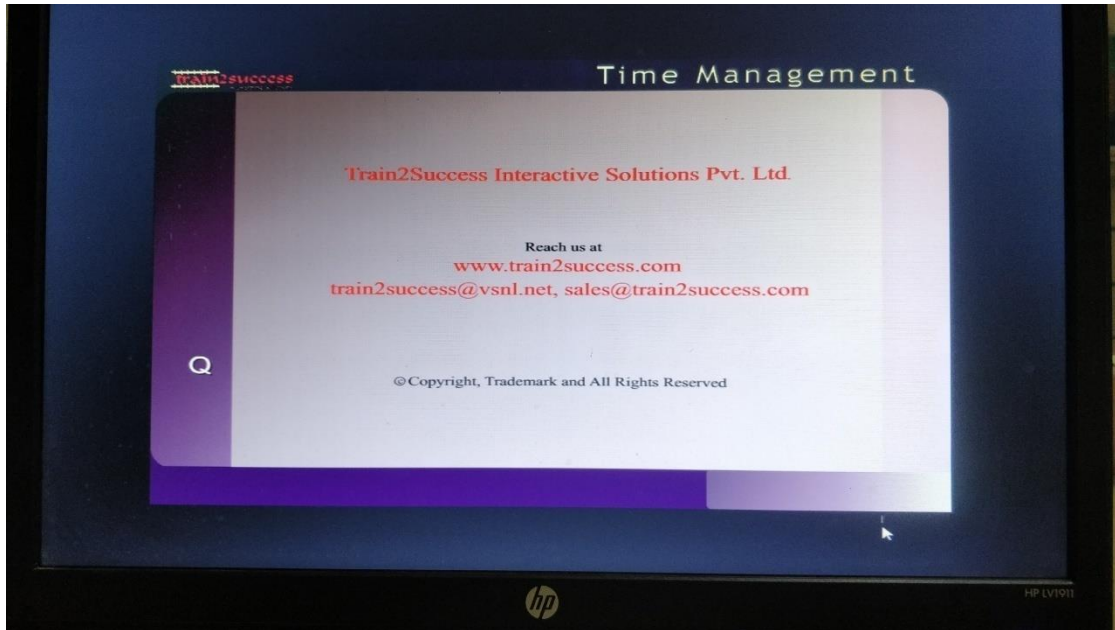 train2success
Time Management
Train2Success Interactive Solutions Pvt. Ltd.
Reach us at
www.train2success.com
train2success@vsnl.net, sales@train2success.com
Q
©Copyright, Trademark and All Rights Reserved
hp
HP LV1911